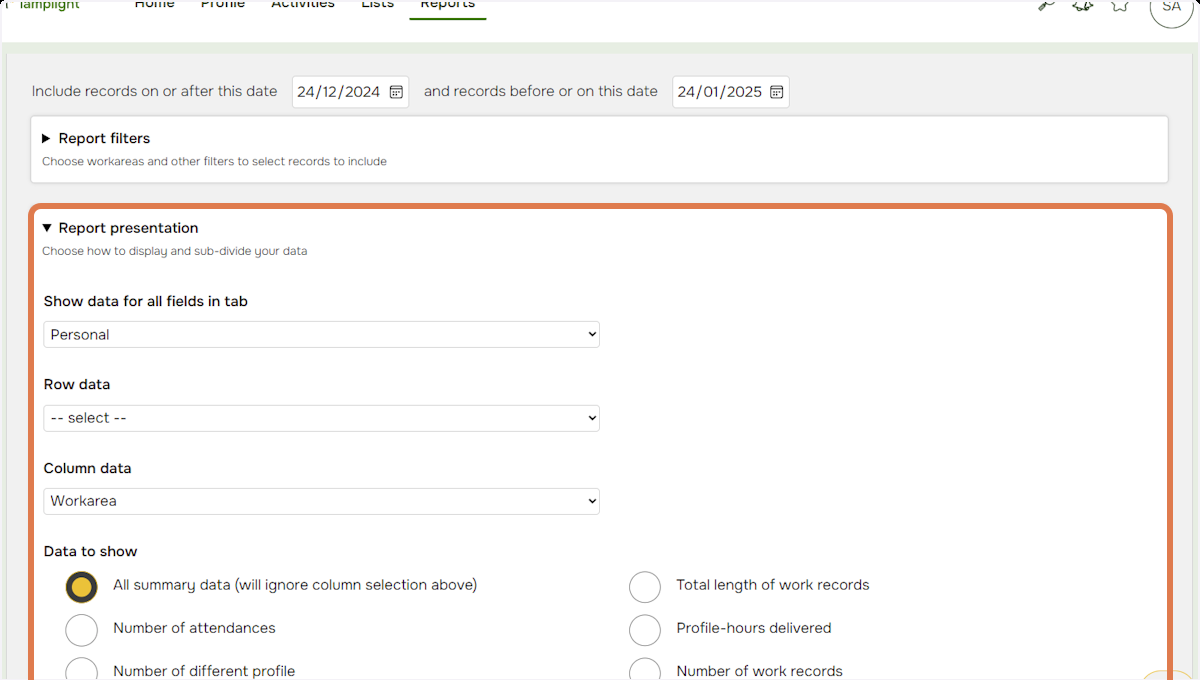 lamplight Home Profile Activities Lists Reports SA
Include records on or after this date 24/12/2024 and records before or on this date 24/01/2025
Report filters
Choose workareas and other filters to select records to include
Report presentation
Choose how to display and sub-divide your data
Show data for all fields in tab
Personal
Row data
-- select --
Column data
Workarea
Data to show
All summary data (will ignore column selection above) Total length of work records
Number of attendances Profile-hours delivered
Number of different profile Number of work records